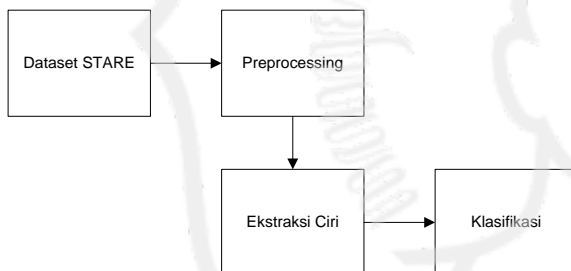 Dataset STARE
Preprocessing
Ekstraksi Ciri
Klasifikasi